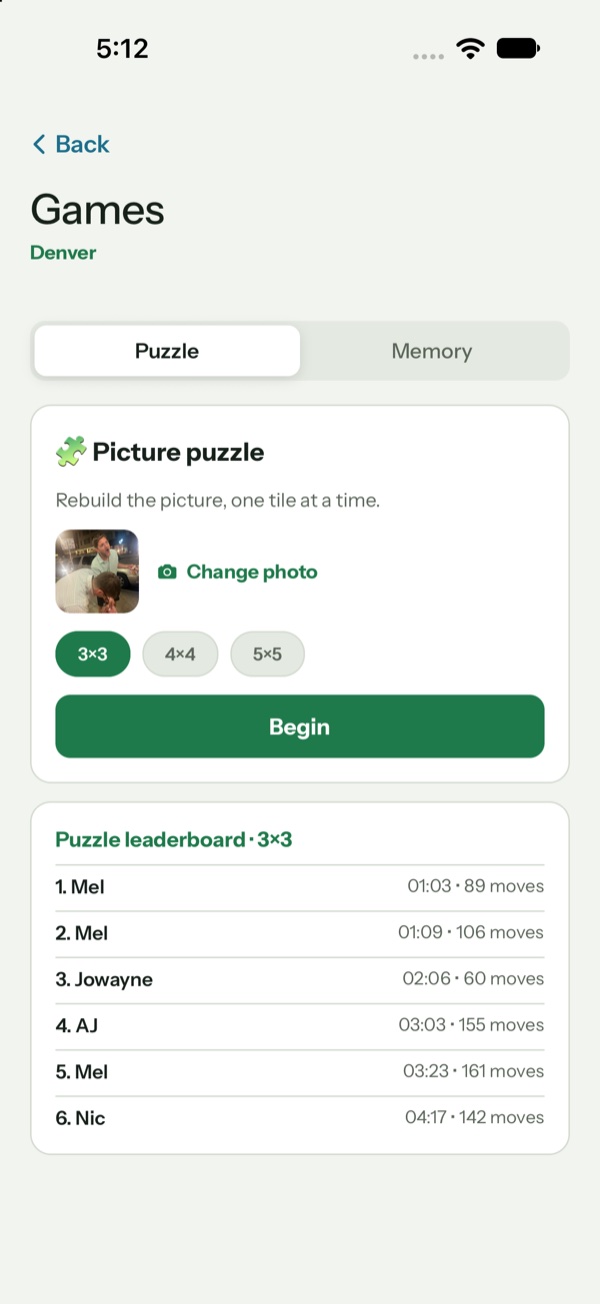 5:12
Back
Games
Denver
Puzzle Memory
Picture puzzle
Rebuild the picture, one tile at a time.
Change photo
3×3 4×4 5×5
Begin
Puzzle leaderboard · 3×3
1. Mel 01:03 · 89 moves
2. Mel 01:09 · 106 moves
3. Jowayne 02:06 · 60 moves
4. AJ 03:03 · 155 moves
5. Mel 03:23 · 161 moves
6. Nic 04:17 · 142 moves